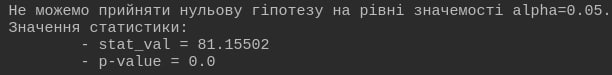 Не можемо прийняти нульову гіпотезу на рівні значемості alpha=0.05.
Значення статистики:
- stat_val = 81.15502
- p-value = 0.0